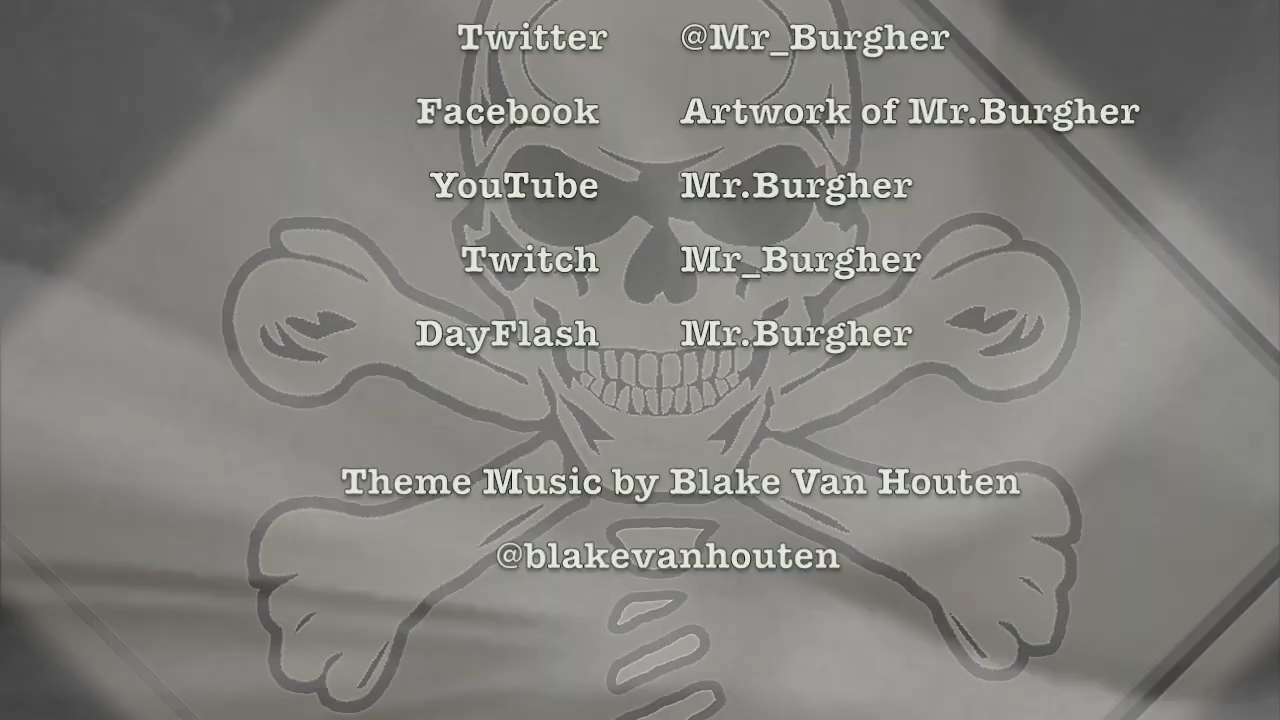 Twitter @Mr_Burgher
Facebook Artwork of Mr.Burgher
YouTube Mr.Burgher
Twitch Mr_Burgher
DayFlash Mr.Burgher
Theme Music by Blake Van Houten
@blakevanhouten